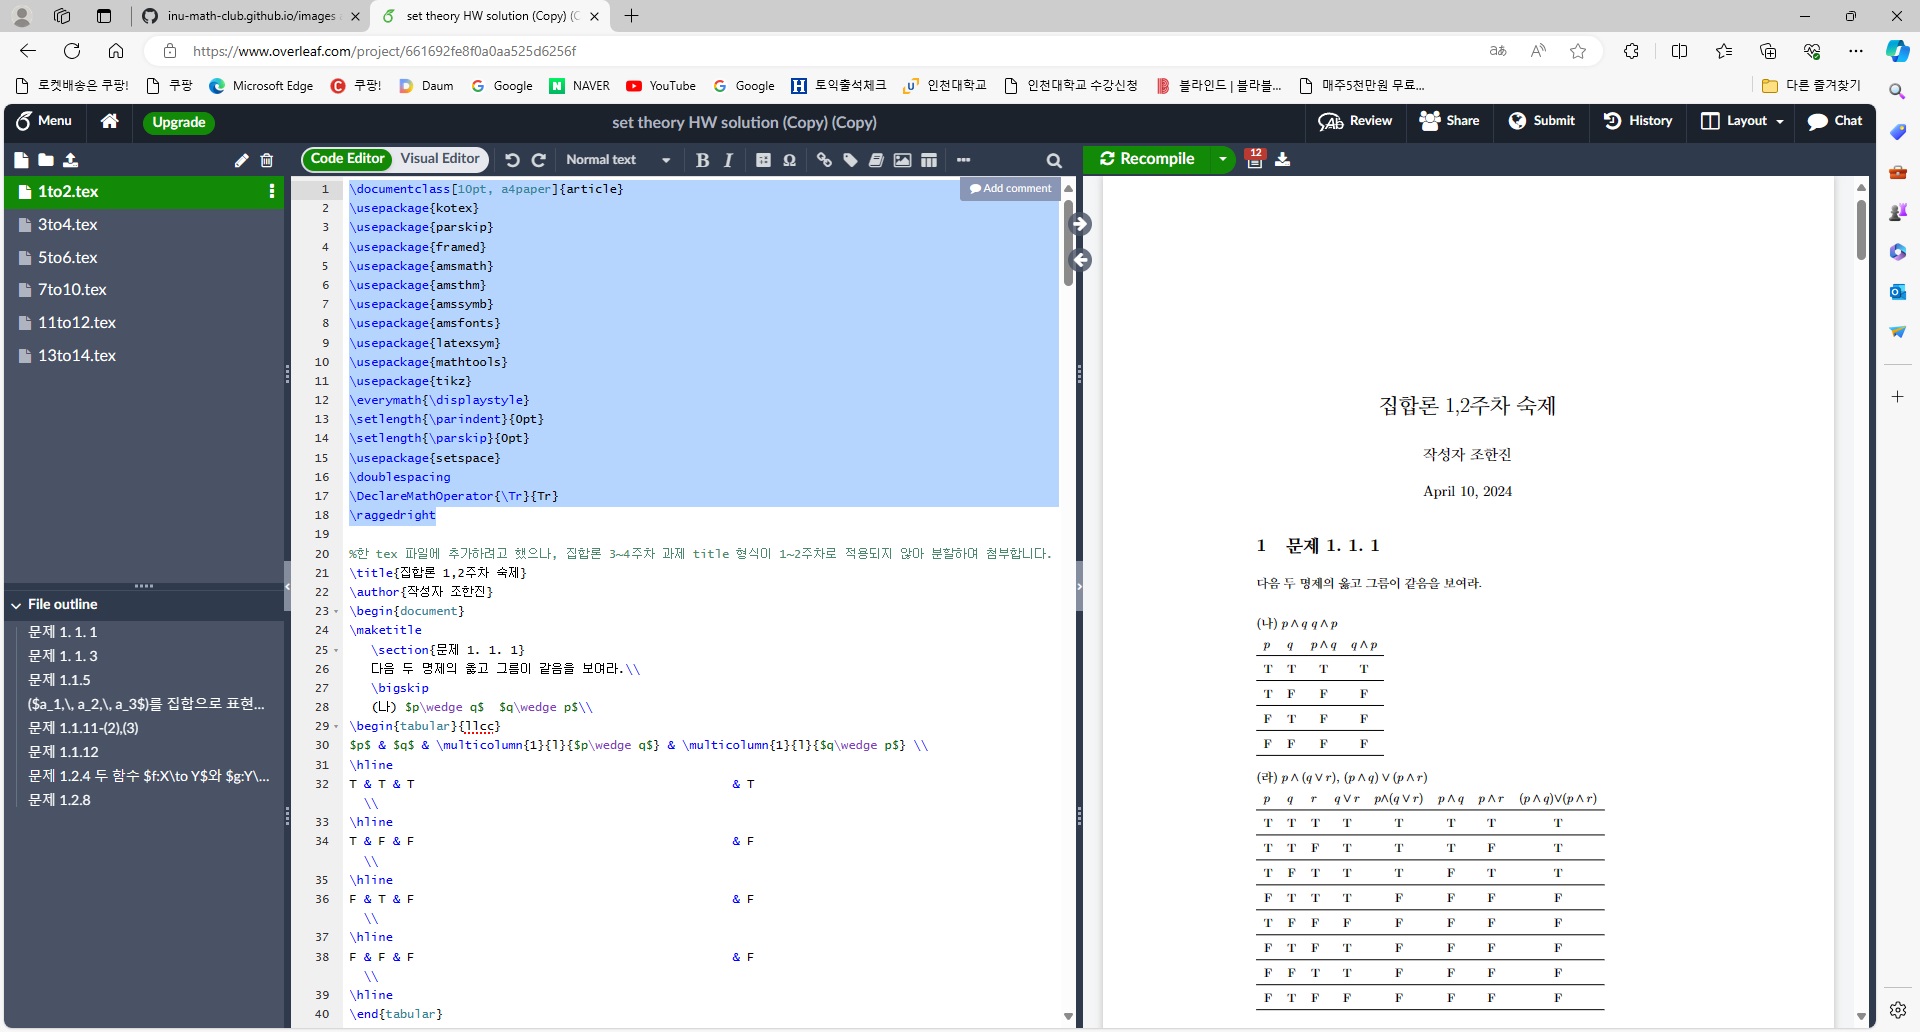 inu-math-club.github.io/images
set theory HW solution (Copy) (C
https://www.overleaf.com/project/661692fe8f0a0aa525d6256f
로켓배송은 쿠팡!
쿠팡
Microsoft Edge
쿠팡!
Daum
Google
NAVER
YouTube
Google
토익출석체크
인천대학교
인천대학교 수강신청
블라인드 | 블라블...
매주5천만원 무료...
다른 즐겨찾기
Menu
Upgrade
set theory HW solution (Copy) (Copy)
Review
Share
Submit
History
Layout
Chat
Code Editor
Visual Editor
Normal text
Recompile
12
1to2.tex
3to4.tex
5to6.tex
7to10.tex
11to12.tex
13to14.tex
File outline
문제 1. 1. 1
문제 1. 1. 3
문제 1.1.5
($a_1,\, a_2,\, a_3$)를 집합으로 표현...
문제 1.1.11-(2),(3)
문제 1.1.12
문제 1.2.4 두 함수 $f:X\to Y$와 $g:Y\...
문제 1.2.8
Add comment
1 \documentclass[10pt, a4paper]{article}
2 \usepackage{kotex}
3 \usepackage{parskip}
4 \usepackage{framed}
5 \usepackage{amsmath}
6 \usepackage{amsthm}
7 \usepackage{amssymb}
8 \usepackage{amsfonts}
9 \usepackage{latexsym}
10 \usepackage{mathtools}
11 \usepackage{tikz}
12 \everymath{\displaystyle}
13 \setlength{\parindent}{0pt}
14 \setlength{\parskip}{0pt}
15 \usepackage{setspace}
16 \doublespacing
17 \DeclareMathOperator{\Tr}{Tr}
18 \raggedright
19
20 %한 tex 파일에 추가하려고 했으나, 집합론 3~4주차 과제 title 형식이 1~2주차로 적용되지 않아 분할하여 첨부합니다.
21 \title{집합론 1,2주차 숙제}
22 \author{작성자 조한진}
23 \begin{document}
24 \maketitle
25 \section{문제 1. 1. 1}
26 다음 두 명제의 옳고 그름이 같음을 보여라.\\
27 \bigskip
28 (나) $p\wedge q$  $q\wedge p$\\
29 \begin{tabular}{llcc}
30 $p$ & $q$ & \multicolumn{1}{l}{$p\wedge q$} & \multicolumn{1}{l}{$q\wedge p$} \\
31 \hline
32 T & T & T & T
\\
33 \hline
34 T & F & F & F
\\
35 \hline
36 F & T & F & F
\\
37 \hline
38 F & F & F & F
\\
39 \hline
40 \end{tabular}
집합론 1,2주차 숙제
작성자 조한진
April 10, 2024
1 문제 1. 1. 1
다음 두 명제의 옳고 그름이 같음을 보여라.
(나) p ∧ q q ∧ p
p q p ∧ q q ∧ p
T T T T
T F F F
F T F F
F F F F
(라) p ∧ (q ∨ r), (p ∧ q) ∨ (p ∧ r)
p q r q ∨ r p∧(q ∨ r) p ∧ q p ∧ r (p ∧ q)∨(p ∧ r)
T T T T T T T T
T T F T T T F T
T F T T T F T T
F T T T F F F F
T F F F F F F F
F T F T F F F F
F F T T F F F F
F T F F F F F F